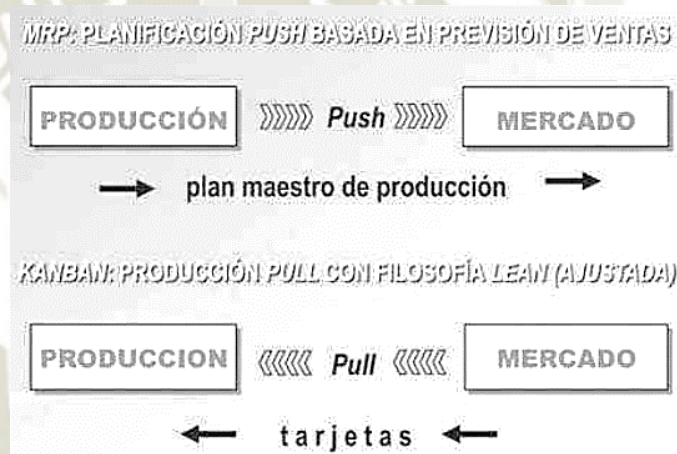 MRP: PLANIFICACIÓN PUSH BASADA EN PREVISIÓN DE VENTAS
PRODUCCIÓN Push MERCADO
plan maestro de producción
KANBAN: PRODUCCIÓN PULL CON FILOSOFÍA LEAN (AJUSTADA)
PRODUCCION Pull MERCADO
tarjetas